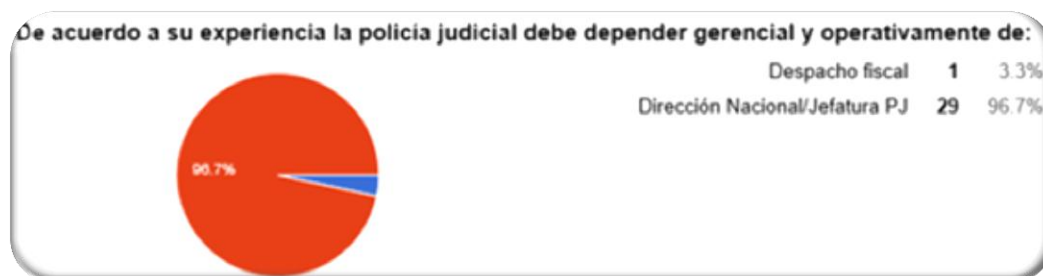 De acuerdo a su experiencia la policia judicial debe depender gerencial y operativamente de:
Despacho fiscal 1 3.3%
Dirección Nacional/Jefatura PJ 29 96.7%
96.7%